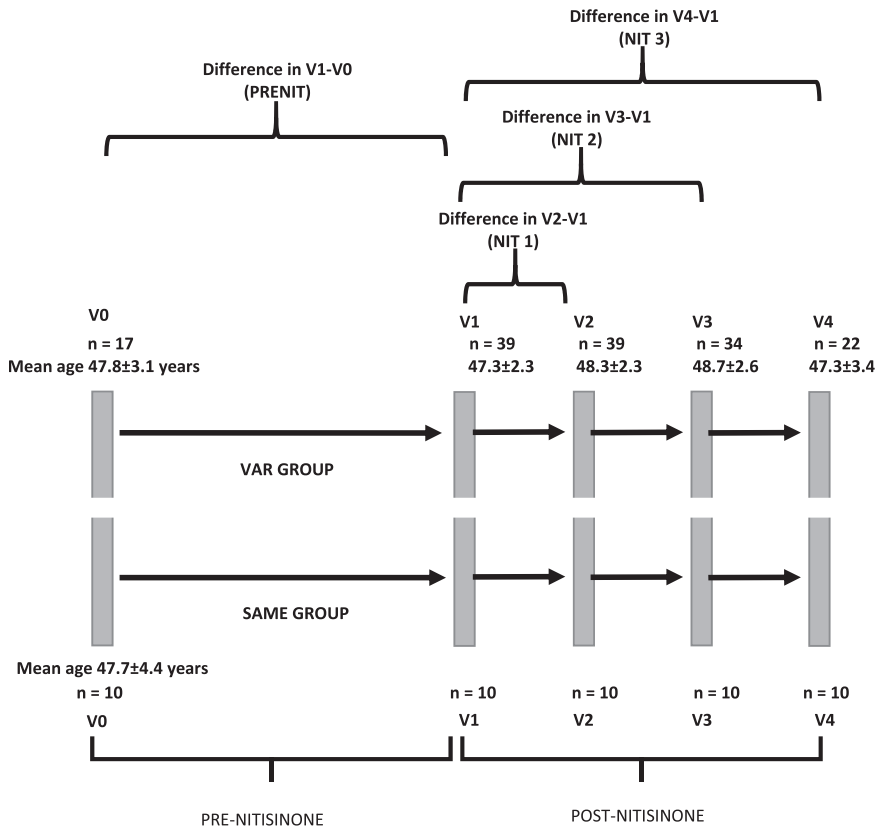 Difference in V4-V1
(NIT 3)
Difference in V1-V0
(PRENIT)
Difference in V3-V1
(NIT 2)
Difference in V2-V1
(NIT 1)
V0
n = 17
Mean age 47.8±3.1 years
V1
n = 39
47.3±2.3
V2
n = 39
48.3±2.3
V3
n = 34
48.7±2.6
V4
n = 22
47.3±3.4
VAR GROUP
SAME GROUP
Mean age 47.7±4.4 years
n = 10
V0
n = 10
V1
n = 10
V2
n = 10
V3
n = 10
V4
PRE-NITISINONE
POST-NITISINONE